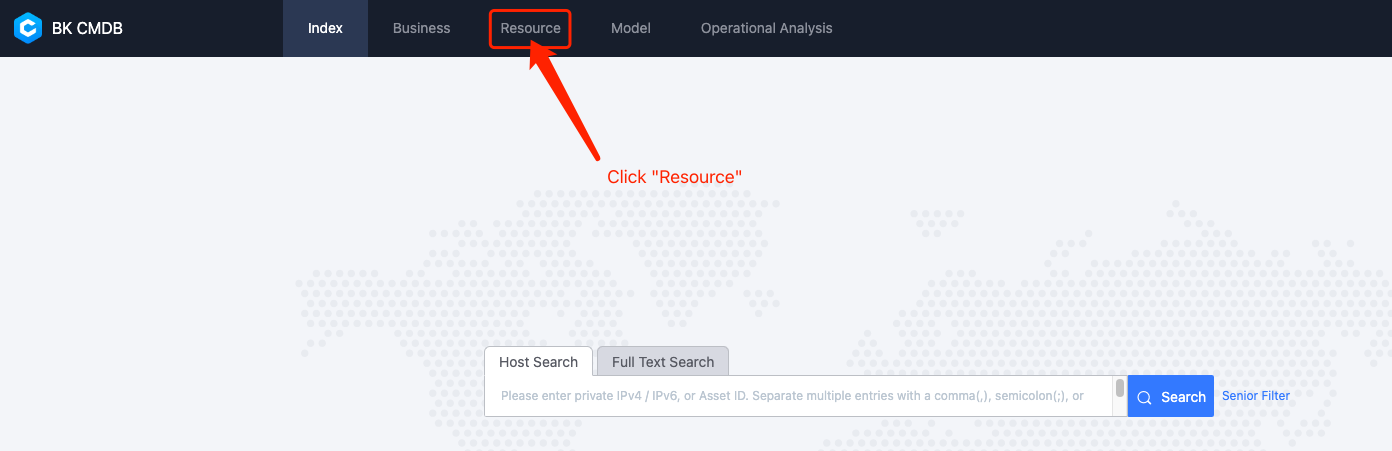 BK CMDB Index Business Resource Model Operational Analysis
Click "Resource"
Host Search Full Text Search
Please enter private IPv4 / IPv6, or Asset ID. Separate multiple entries with a comma(,), semicolon(;), or Search Senior Filter